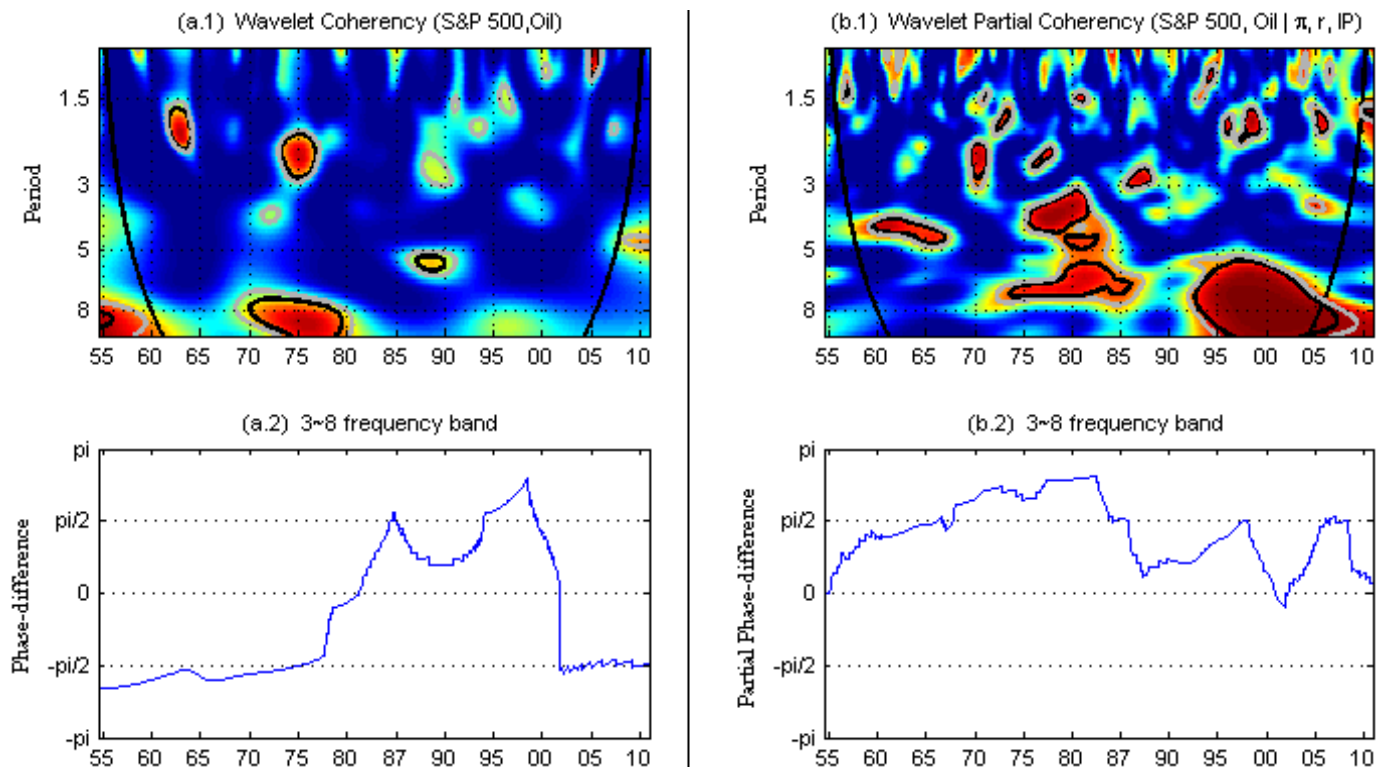 (a.1) Wavelet Coherency (S&P 500,Oil)
Period
1.5
3
5
8
55 60 65 70 75 80 87 90 95 00 05 10
(b.1) Wavelet Partial Coherency (S&P 500, Oil | π, r, IP)
Period
1.5
3
5
8
55 60 65 70 75 80 87 90 95 00 05 10
(a.2) 3~8 frequency band
Phase-difference
pi
pi/2
0
-pi/2
-pi
55 60 65 70 75 80 87 90 95 00 05 10
(b.2) 3~8 frequency band
Partial Phase-difference
pi
pi/2
0
-pi/2
-pi
55 60 65 70 75 80 87 90 95 00 05 10